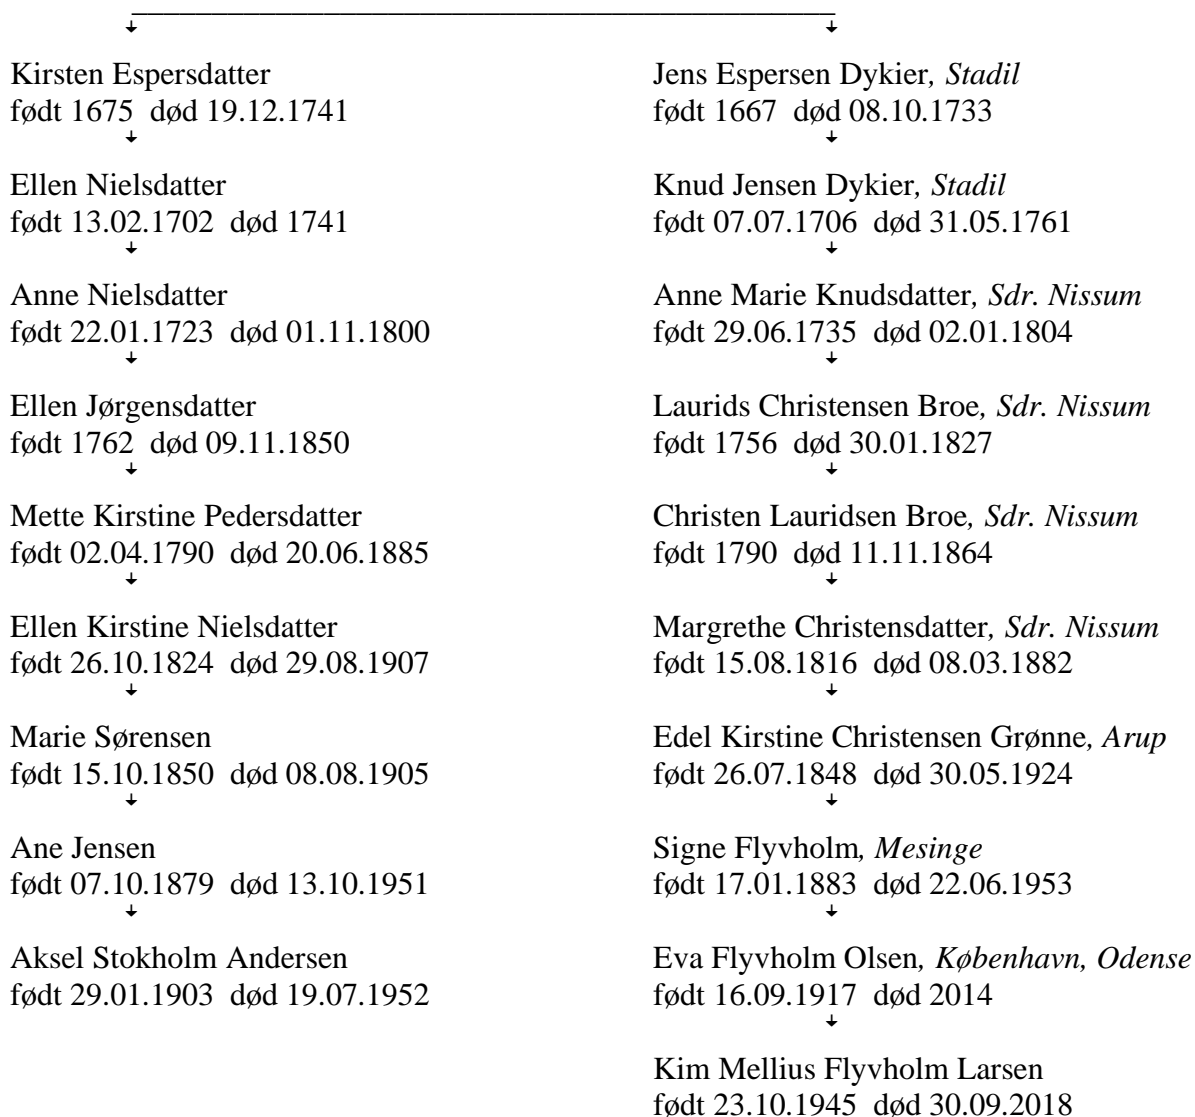 Kirsten Espersdatter
født 1675 død 19.12.1741
Ellen Nielsdatter
født 13.02.1702 død 1741
Anne Nielsdatter
født 22.01.1723 død 01.11.1800
Ellen Jørgensdatter
født 1762 død 09.11.1850
Mette Kirstine Pedersdatter
født 02.04.1790 død 20.06.1885
Ellen Kirstine Nielsdatter
født 26.10.1824 død 29.08.1907
Marie Sørensen
født 15.10.1850 død 08.08.1905
Ane Jensen
født 07.10.1879 død 13.10.1951
Aksel Stokholm Andersen
født 29.01.1903 død 19.07.1952
Jens Espersen Dykier, Stadil
født 1667 død 08.10.1733
Knud Jensen Dykier, Stadil
født 07.07.1706 død 31.05.1761
Anne Marie Knudsdatter, Sdr. Nissum
født 29.06.1735 død 02.01.1804
Laurids Christensen Broe, Sdr. Nissum
født 1756 død 30.01.1827
Christen Lauridsen Broe, Sdr. Nissum
født 1790 død 11.11.1864
Margrethe Christensdatter, Sdr. Nissum
født 15.08.1816 død 08.03.1882
Edel Kirstine Christensen Grønne, Arup
født 26.07.1848 død 30.05.1924
Signe Flyvholm, Mesinge
født 17.01.1883 død 22.06.1953
Eva Flyvholm Olsen, København, Odense
født 16.09.1917 død 2014
Kim Mellius Flyvholm Larsen
født 23.10.1945 død 30.09.2018